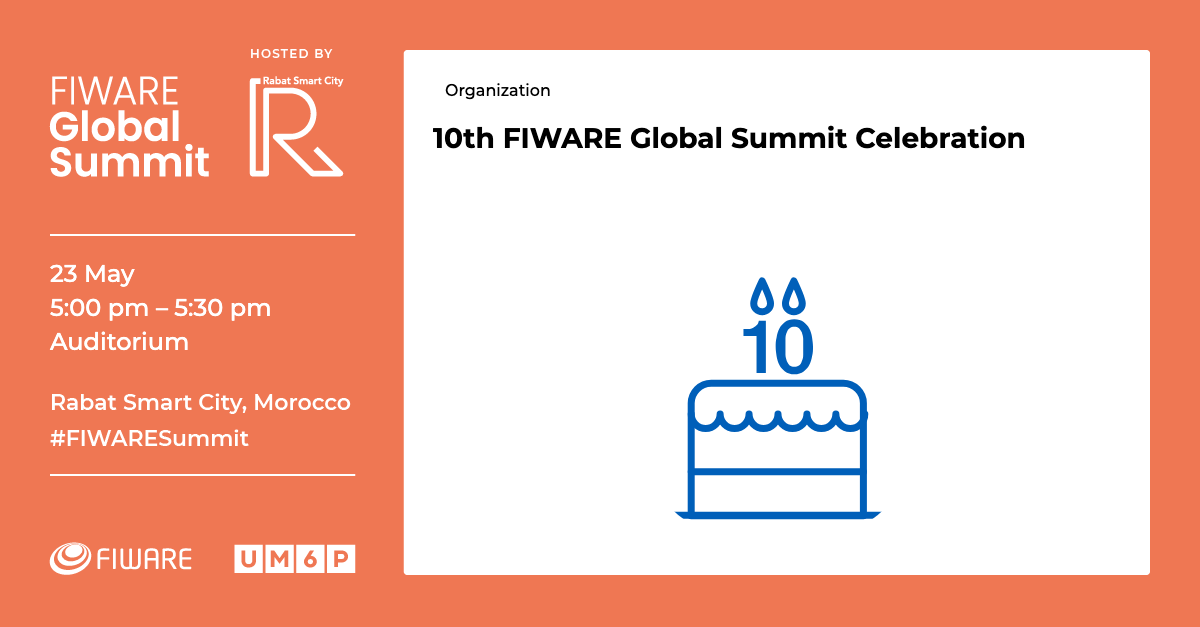 HOSTED BY
FIWARE
Global
Summit
Rabat Smart City
R
23 May
5:00 pm – 5:30 pm
Auditorium
Rabat Smart City, Morocco
#FIWARESummit
FIWARE
UM6P
Organization
10th FIWARE Global Summit Celebration
10